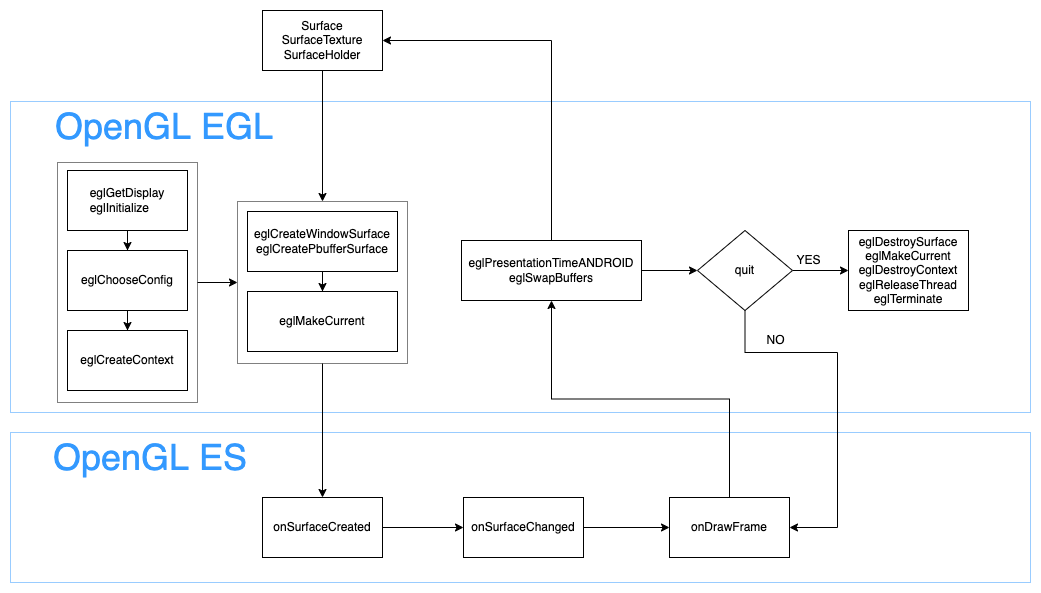 Surface
SurfaceTexture
SurfaceHolder
OpenGL EGL
eglGetDisplay
eglInitialize
eglChooseConfig
eglCreateContext
eglCreateWindowSurface
eglCreatePbufferSurface
eglMakeCurrent
eglPresentationTimeANDROID
eglSwapBuffers
quit
YES
NO
eglDestroySurface
eglMakeCurrent
eglDestroyContext
eglReleaseThread
eglTerminate
OpenGL ES
onSurfaceCreated
onSurfaceChanged
onDrawFrame